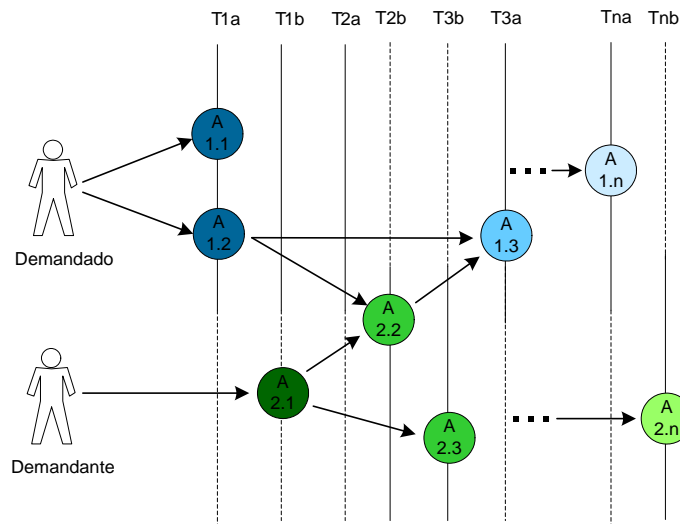 T1a T1b T2a T2b T3b T3a Tna Tnb
A
1.1
A
1.n
A
1.2
A
1.3
Demandado
A
2.2
A
2.1
A
2.3
A
2.n
Demandante